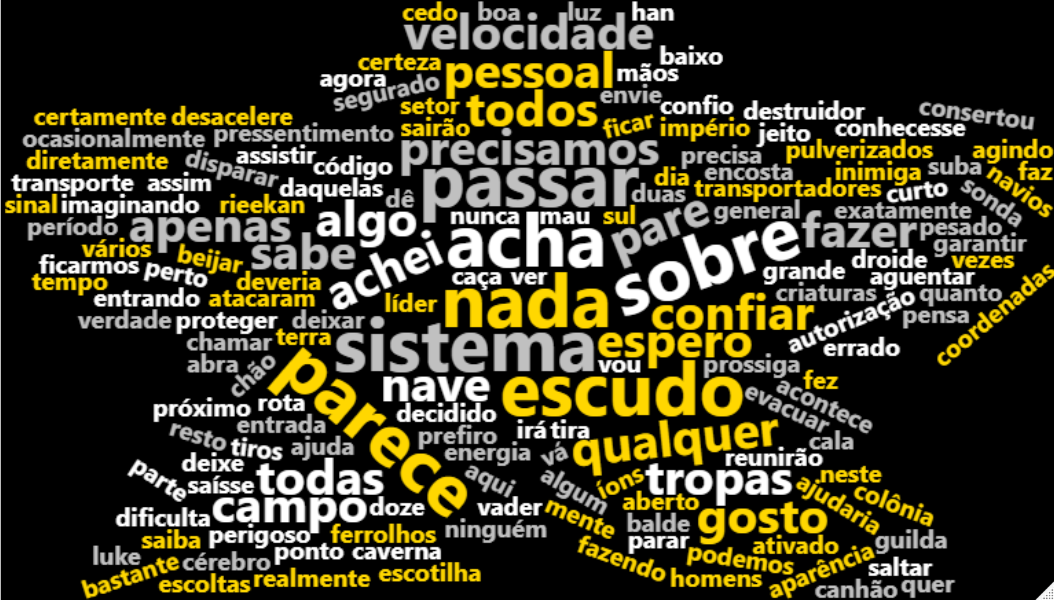 cedo boa luz han
velocidade
certeza pessoal mãos baixo
agora segurado setor todos envie confio destruidor consertou
certamente desacelere sairão ficar império jeito conhecesse
ocasionalmente pressentimento precisamos precisa pulverizados agindo
diretamente disparar assistir código passar dia encosta inimiga suba navios faz
transporte assim daquelas dê duas transportadores curto sonda
sinal imaginando rieekan algo nunca mau sul pare general exatamente pesado
período apenas sabe achei acha sobre fazer garantir
vários beijar droide vezes
ficarmos perto caça ver grande aguentar
tempo deveria líder nada criaturas quanto coordenadas
entrando atacaram confiar autorização pensa
verdade proteger deixar
chamar terra sistema espero errado
abra chão vou prossiga
parece nave escudo fez acontece
próximo rota decidido evacuar
resto entrada prefiro irá tira qualquer cala
tiros ajuda energia vá reunirão
deixe todas aqui algum íons tropas neste
parte saísse aberto ajudaria colônia
campo doze vader mente balde gosto
dificulta perigoso ferrolhos ninguém parar guilda
saiba ponto caverna fazendo podemos ativado
luke cérebro homens aparência saltar
bastante escoltas realmente escotilha canhão quer